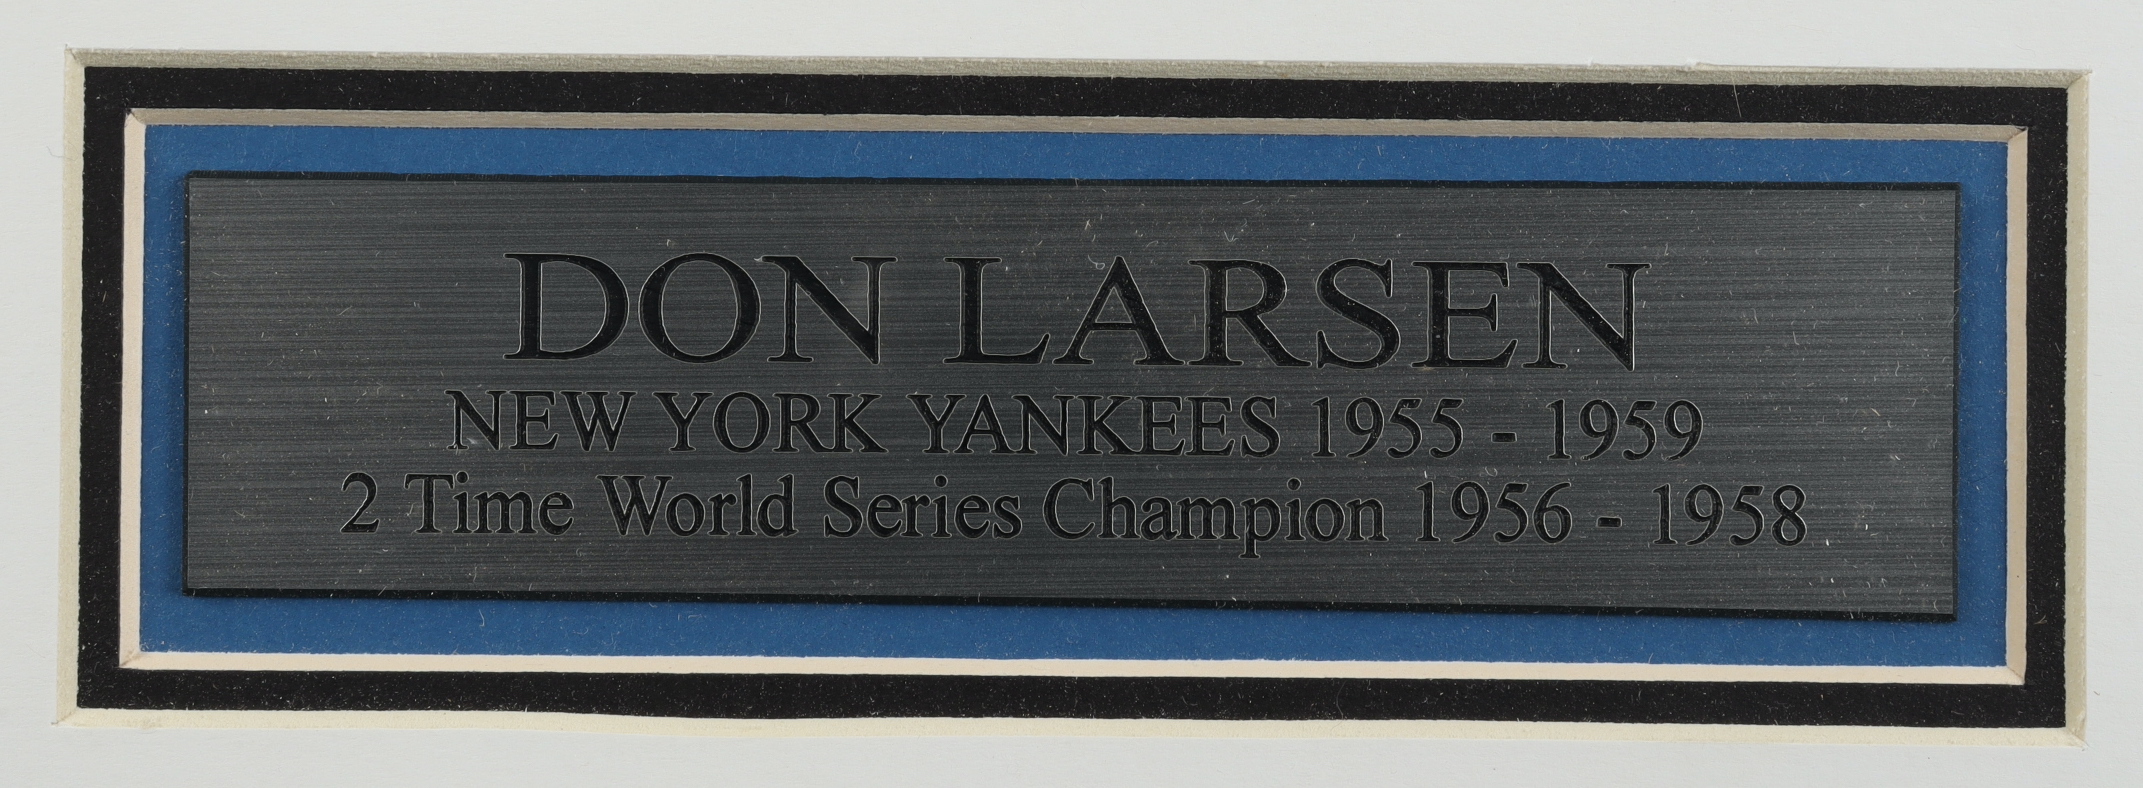 DON LARSEN
NEW YORK YANKEES 1955 - 1959
2 Time World Series Champion 1956 - 1958